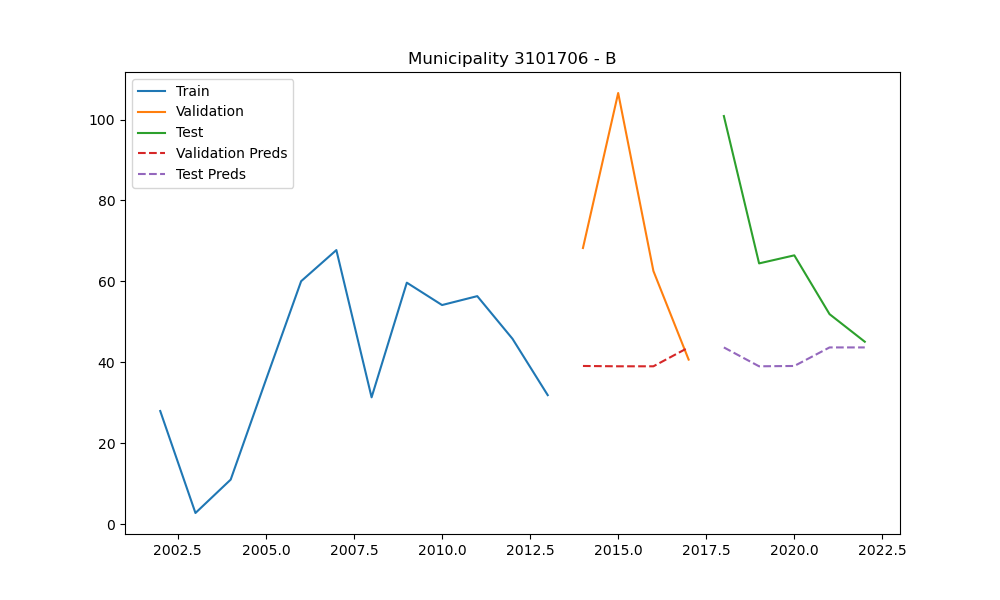 Municipality 3101706 - B
Train
Validation
Test
Validation Preds
Test Preds
100
80
60
40
20
0
2002.5 2005.0 2007.5 2010.0 2012.5 2015.0 2017.5 2020.0 2022.5